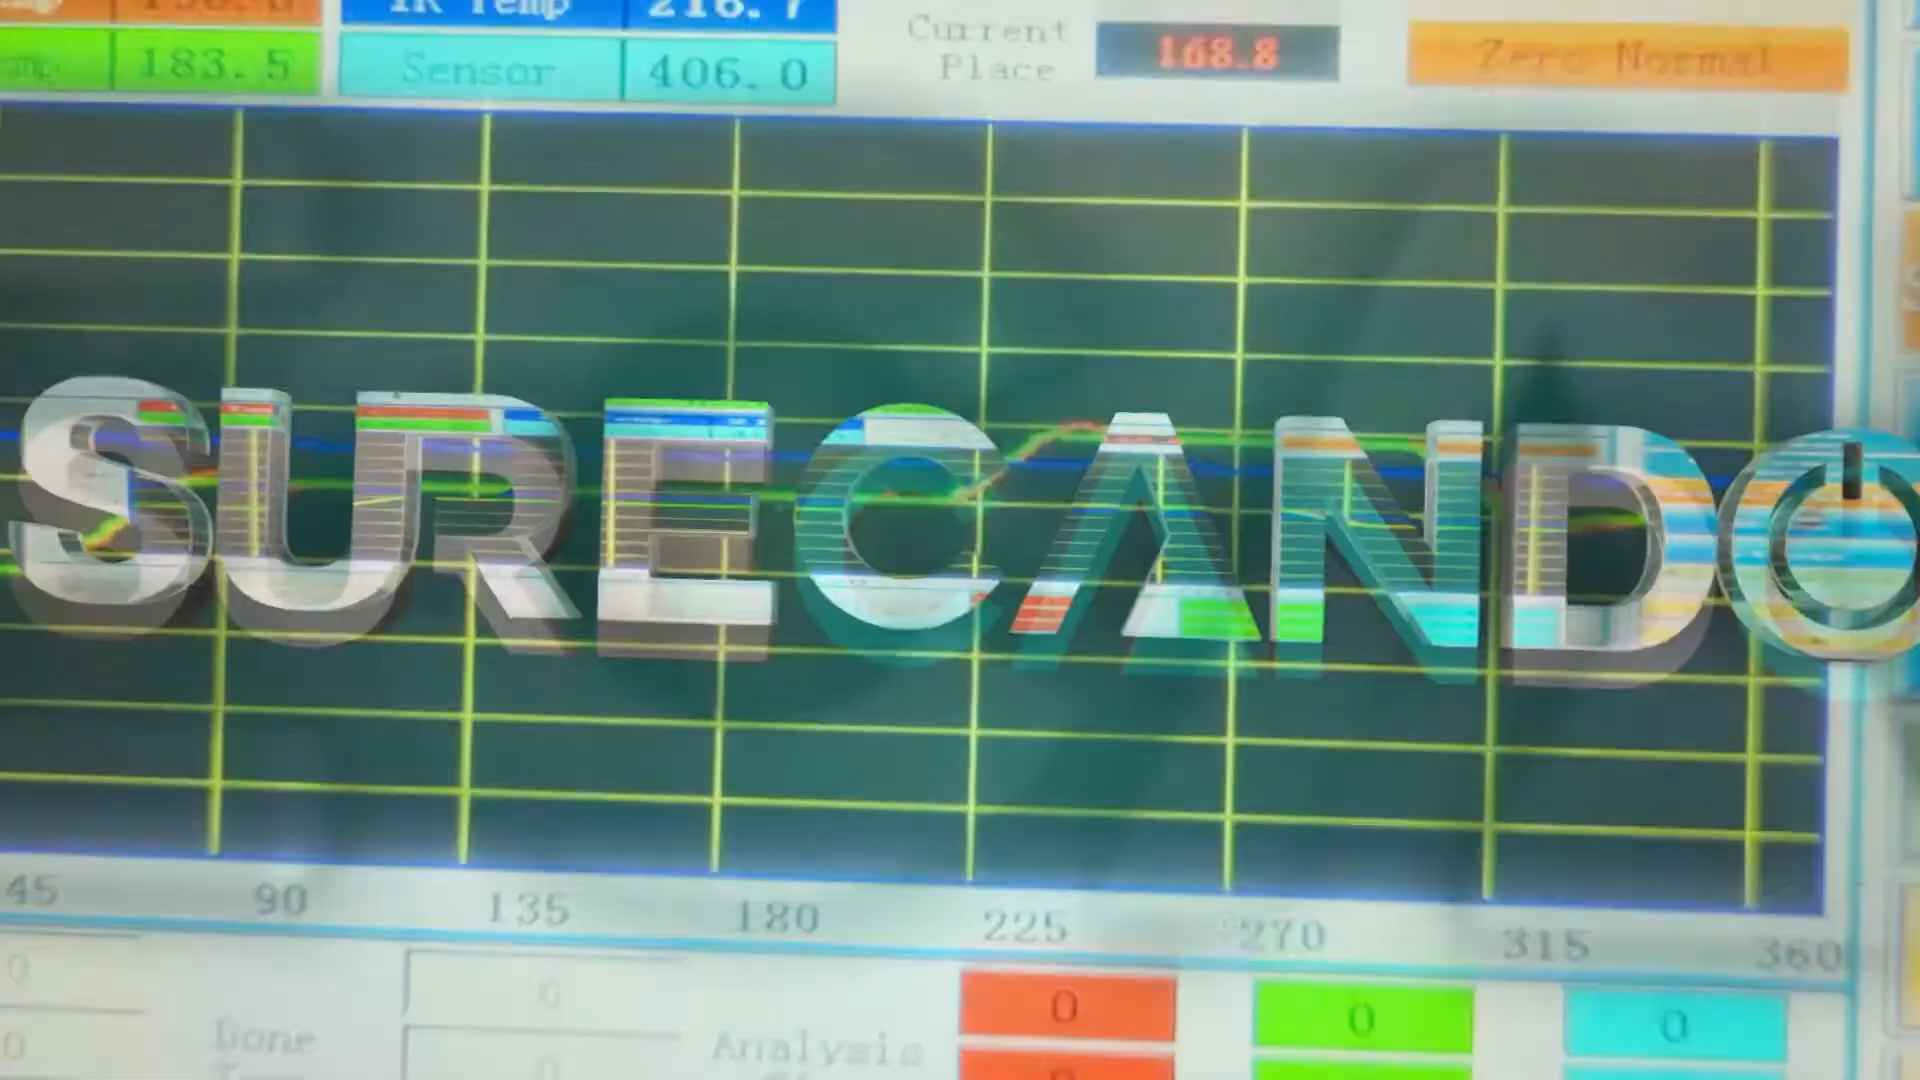 IR Temp 216.7
183.5 Sensor 406.0
Current
Place 168.8 Zero Normal
SURECANDO
45 90 135 180 225 270 315 360
0 0 0 0 0
0 Done 0 Analysis 0